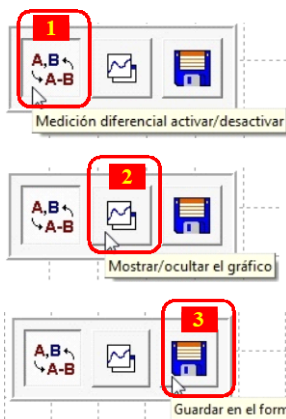 1
A,B
A-B
Medición diferencial activar/desactivar
2
A,B
A-B
Mostrar/ocultar el gráfico
3
A,B
A-B
Guardar en el form